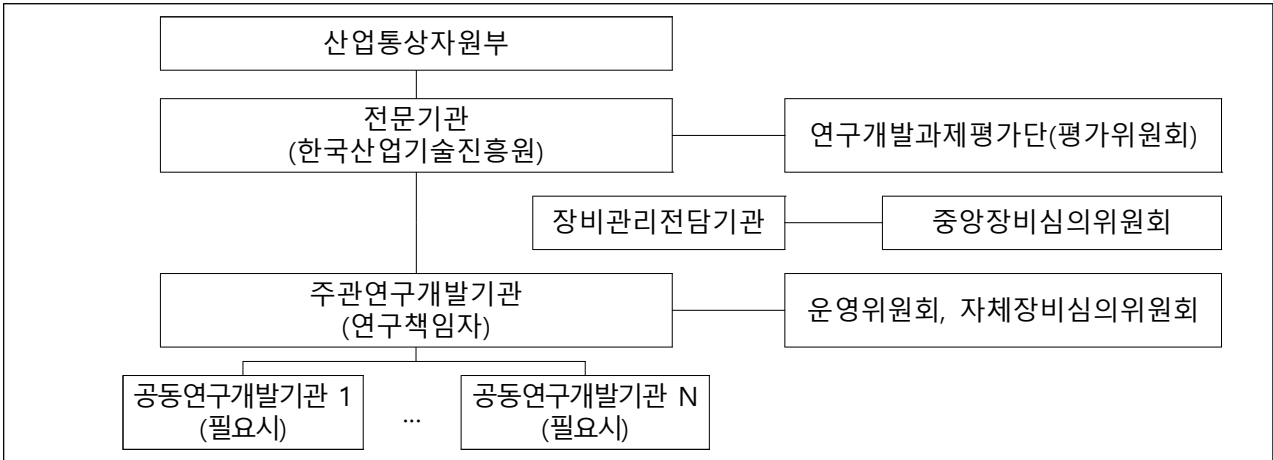 산업통상자원부
전문기관
(한국산업기술진흥원)
연구개발과제평가단(평가위원회)
장비관리전담기관
중앙장비심의위원회
주관연구개발기관
(연구책임자)
운영위원회, 자체장비심의위원회
공동연구개발기관 1
(필요시)
...
공동연구개발기관 N
(필요시)